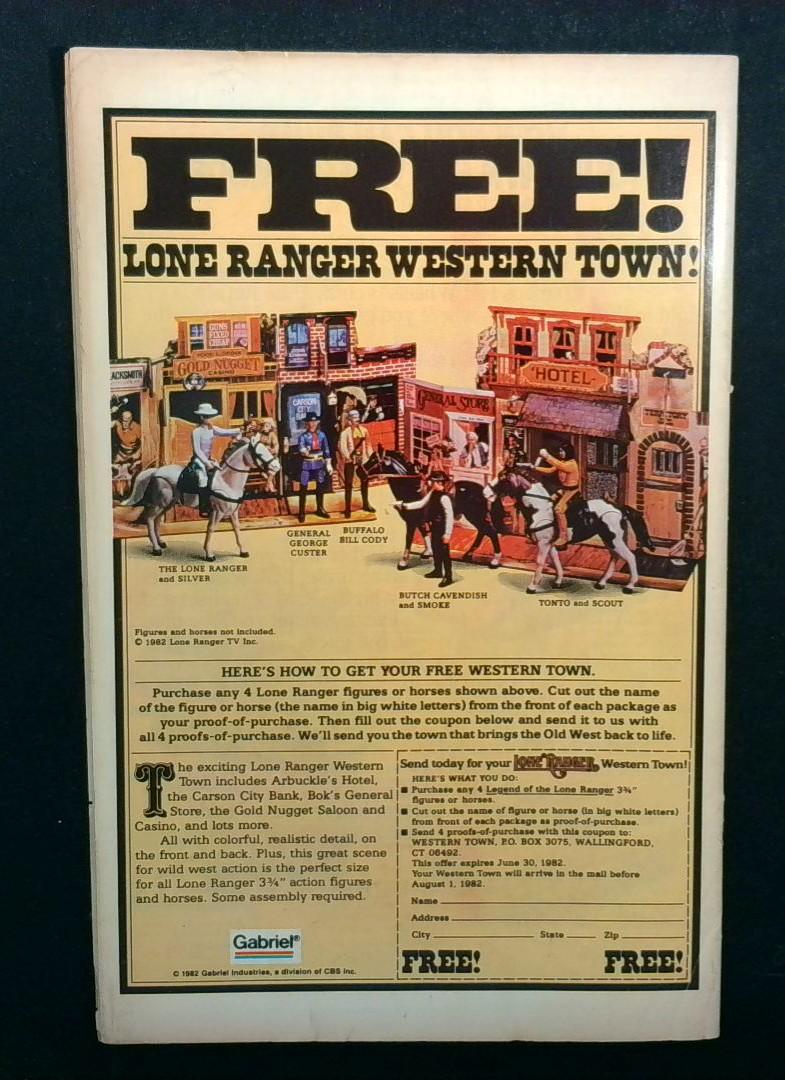 FREE!
LONE RANGER WESTERN TOWN!
GUNS
FIXED
CHEAP
GOLD NUGGET
CASINO
ACKSMITH
CARSON
CITY
GENERAL STORE
HOTEL
TERRITORY
THE LONE RANGER
and SILVER
GENERAL
GEORGE
CUSTER
BUFFALO
BILL CODY
BUTCH CAVENDISH
and SMOKE
TONTO and SCOUT
Figures and horses not included.
© 1982 Lone Ranger TV Inc.
HERE'S HOW TO GET YOUR FREE WESTERN TOWN.
Purchase any 4 Lone Ranger figures or horses shown above. Cut out the name
of the figure or horse (the name in big white letters) from the front of each package as
your proof-of-purchase. Then fill out the coupon below and send it to us with
all 4 proofs-of-purchase. We'll send you the town that brings the Old West back to life.
The exciting Lone Ranger Western
Town includes Arbuckle's Hotel,
the Carson City Bank, Bok's General
Store, the Gold Nugget Saloon and
Casino, and lots more.
All with colorful, realistic detail, on
the front and back. Plus, this great scene
for wild west action is the perfect size
for all Lone Ranger 3¾" action figures
and horses. Some assembly required.
Gabriel®
© 1982 Gabriel Industries, a division of CBS Inc.
Send today for your LONE RANGER Western Town!
HERE'S WHAT YOU DO:
■ Purchase any 4 Legend of the Lone Ranger 3¾"
figures or horses.
■ Cut out the name of figure or horse (in big white letters)
from front of each package as proof-of-purchase.
■ Send 4 proofs-of-purchase with this coupon to:
WESTERN TOWN, P.O. BOX 3075, WALLINGFORD,
CT 06492.
This offer expires June 30, 1982.
Your Western Town will arrive in the mail before
August 1, 1982.
Name
Address
City State Zip
FREE! FREE!